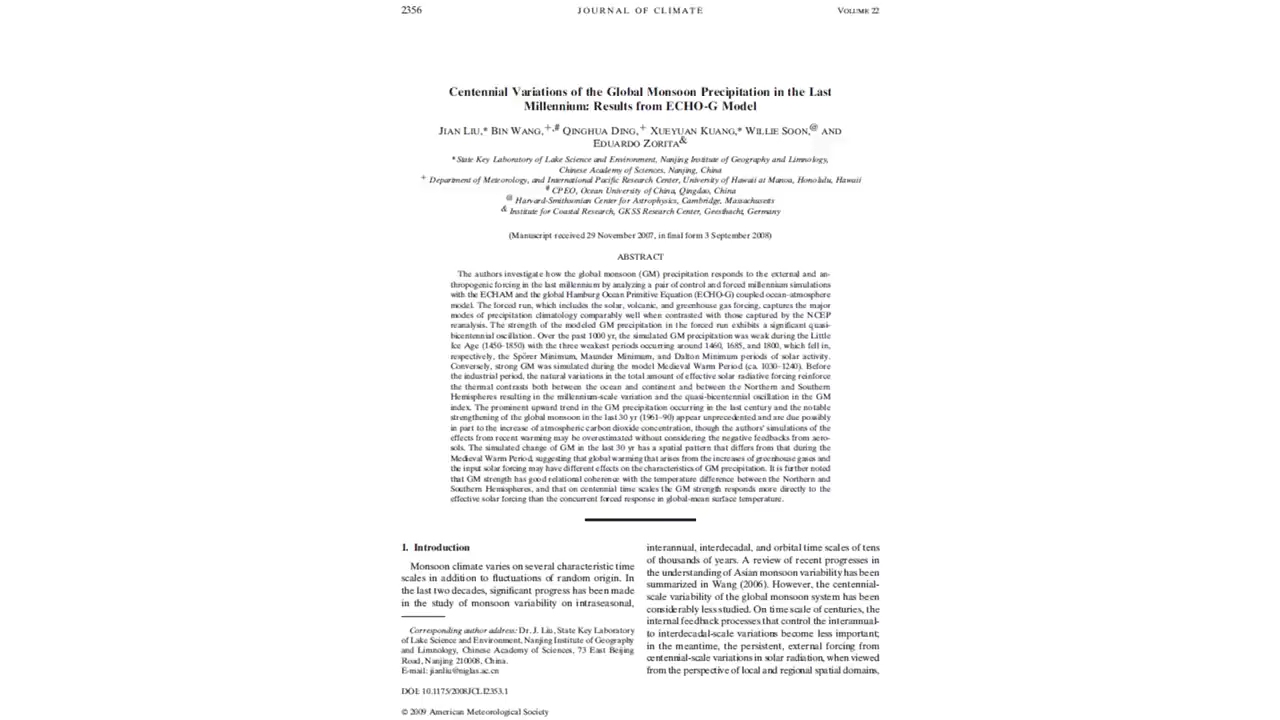 2356
JOURNAL OF CLIMATE
VOLUME 22
Centennial Variations of the Global Monsoon Precipitation in the Last
Millennium: Results from ECHO-G Model
JIAN LIU,* BIN WANG,+,# QINGHUA DING,+ XUEYUAN KUANG,* WILLIE SOON,@ AND
EDUARDO ZORITA&
* State Key Laboratory of Lake Science and Environment, Nanjing Institute of Geography and Limnology,
Chinese Academy of Sciences, Nanjing, China
+ Department of Meteorology, and International Pacific Research Center, University of Hawaii at Manoa, Honolulu, Hawaii
# CPEO, Ocean University of China, Qingdao, China
@ Harvard-Smithsonian Center for Astrophysics, Cambridge, Massachusetts
& Institute for Coastal Research, GKSS Research Center, Geesthacht, Germany
(Manuscript received 29 November 2007, in final form 3 September 2008)
ABSTRACT
The authors investigate how the global monsoon (GM) precipitation responds to the external and an-
thropogenic forcing in the last millennium by analyzing a pair of control and forced millennium simulations
with the ECHAM and the global Hamburg Ocean Primitive Equation (ECHO-G) coupled ocean–atmosphere
model. The forced run, which includes the solar, volcanic, and greenhouse gas forcing, captures the major
modes of precipitation climatology comparably well when contrasted with those captured by the NCEP
reanalysis. The strength of the modeled GM precipitation in the forced run exhibits a significant quasi-
bicentennial oscillation. Over the past 1000 yr, the simulated GM precipitation was weak during the Little
Ice Age (1450–1850) with the three weakest periods occurring around 1460, 1685, and 1800, which fell in,
respectively, the Spörer Minimum, Maunder Minimum, and Dalton Minimum periods of solar activity.
Conversely, strong GM was simulated during the model Medieval Warm Period (ca. 1030–1240). Before
the industrial period, the natural variations in the total amount of effective solar radiative forcing reinforce
the thermal contrasts both between the ocean and continent and between the Northern and Southern
Hemispheres resulting in the millennium-scale variation and the quasi-bicentennial oscillation in the GM
index. The prominent upward trend in the GM precipitation occurring in the last century and the notable
strengthening of the global monsoon in the last 30 yr (1961–90) appear unprecedented and are due possibly
in part to the increase of atmospheric carbon dioxide concentration, though the authors' simulations of the
effects from recent warming may be overestimated without considering the negative feedbacks from aero-
sols. The simulated change of GM in the last 30 yr has a spatial pattern that differs from that during the
Medieval Warm Period, suggesting that global warming that arises from the increases of greenhouse gases and
the input solar forcing may have different effects on the characteristics of GM precipitation. It is further noted
that GM strength has good relational coherence with the temperature difference between the Northern and
Southern Hemispheres, and that on centennial time scales the GM strength responds more directly to the
effective solar forcing than the concurrent forced response in global-mean surface temperature.
1. Introduction
Monsoon climate varies on several characteristic time
scales in addition to fluctuations of random origin. In
the last two decades, significant progress has been made
in the study of monsoon variability on intraseasonal,
Corresponding author address: Dr. J. Liu, State Key Laboratory
of Lake Science and Environment, Nanjing Institute of Geography
and Limnology, Chinese Academy of Sciences, 73 East Beijing
Road, Nanjing 210008, China.
E-mail: jianliu@niglas.ac.cn
DOI: 10.1175/2008JCLI2353.1
© 2009 American Meteorological Society
interannual, interdecadal, and orbital time scales of tens
of thousands of years. A review of recent progresses in
the understanding of Asian monsoon variability has been
summarized in Wang (2006). However, the centennial-
scale variability of the global monsoon system has been
considerably less studied. On time scale of centuries, the
internal feedback processes that control the interannual-
to interdecadal-scale variations become less important;
in the meantime, the persistent, external forcing from
centennial-scale variations in solar radiation, when viewed
from the perspective of local and regional spatial domains,